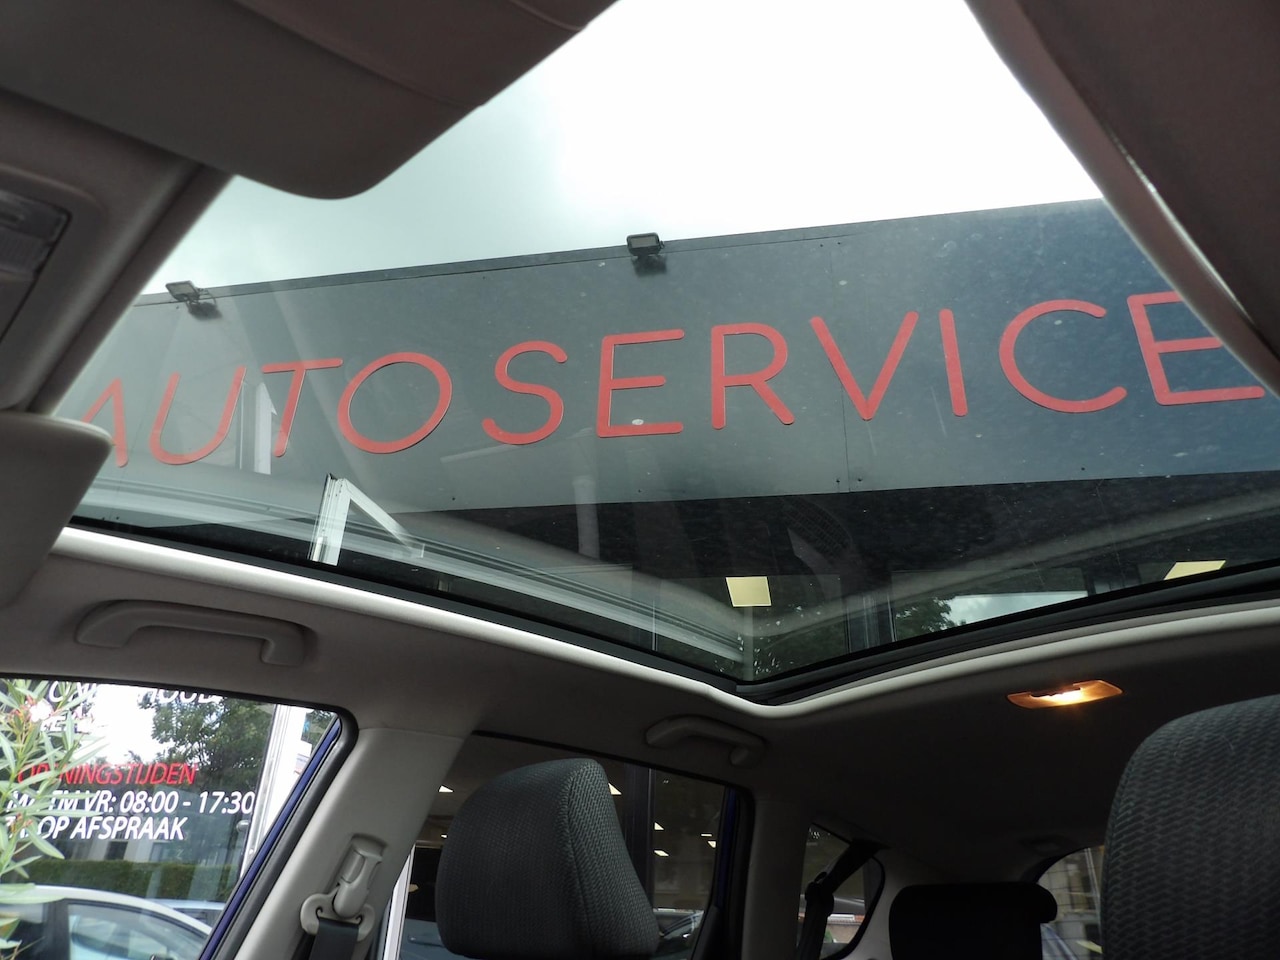 AUTOSERVICE
OPENINGSTIJDEN
VR: 08:00 - 17:30
OP AFSPRAAK